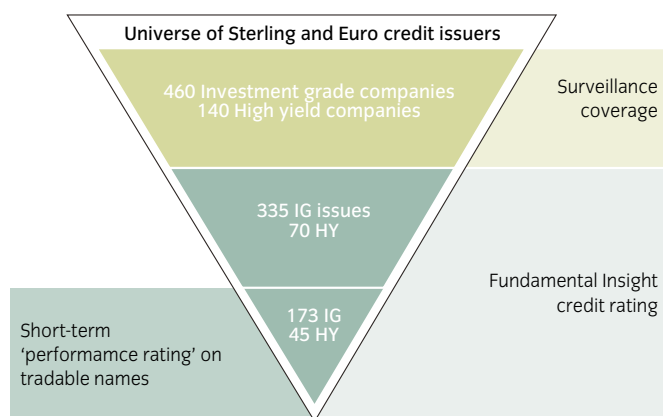 Universe of Sterling and Euro credit issuers
460 Investment grade companies
140 High yield companies
Surveillance
coverage
335 IG issues
70 HY
Fundamental Insight
credit rating
173 IG
45 HY
Short-term
‘performamce rating’ on
tradable names